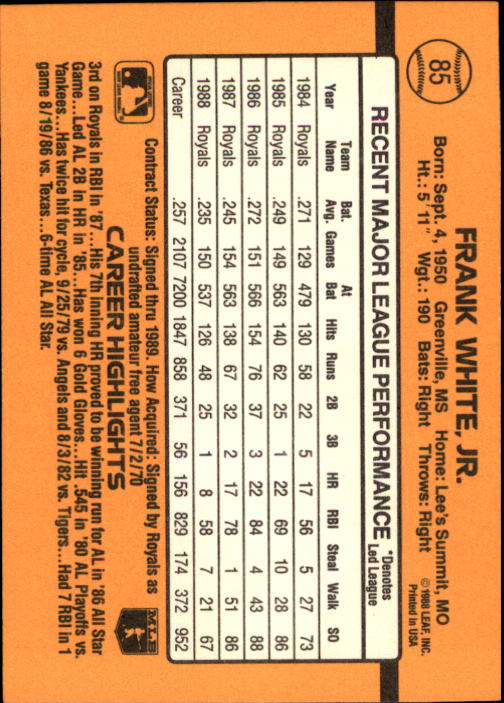 85
FRANK WHITE, JR.
Born: Sept. 4, 1950 Greenville, MS Home: Lee's Summit, MO
Ht.: 5'11" Wgt.: 190 Bats: Right Throws: Right
©1988 LEAF, INC.
Printed in USA
RECENT MAJOR LEAGUE PERFORMANCE
*Denotes
Led League
Year Team Name Bat. Avg. Games At Bat Hits Runs 2B 3B HR RBI Steal Walk SO
1984 Royals .271 129 479 130 58 22 5 17 56 5 27 73
1985 Royals .249 149 563 140 62 25 1 22 69 10 28 86
1986 Royals .272 151 566 154 76 37 3 22 84 4 43 88
1987 Royals .245 154 563 138 67 32 2 17 78 1 51 86
1988 Royals .235 150 537 126 48 25 1 8 58 7 21 67
Career .257 2107 7200 1847 858 371 56 156 829 174 372 952
Contract Status: Signed thru 1989. How Acquired: Signed by Royals as
undrafted amateur free agent 7/2/70
CAREER HIGHLIGHTS
MLB
3rd on Royals in RBI in '87...His 7th inning HR proved to be winning run for AL in '86 All Star
Game...Led AL 2B in HR in '85...Has won 6 Gold Gloves...Hit .545 in '80 AL Playoffs vs.
Yankees...Has twice hit for cycle, 9/25/79 vs. Angels and 8/3/82 vs. Tigers...Had 7 RBI in 1
game 8/19/86 vs. Texas...6-time AL All Star.